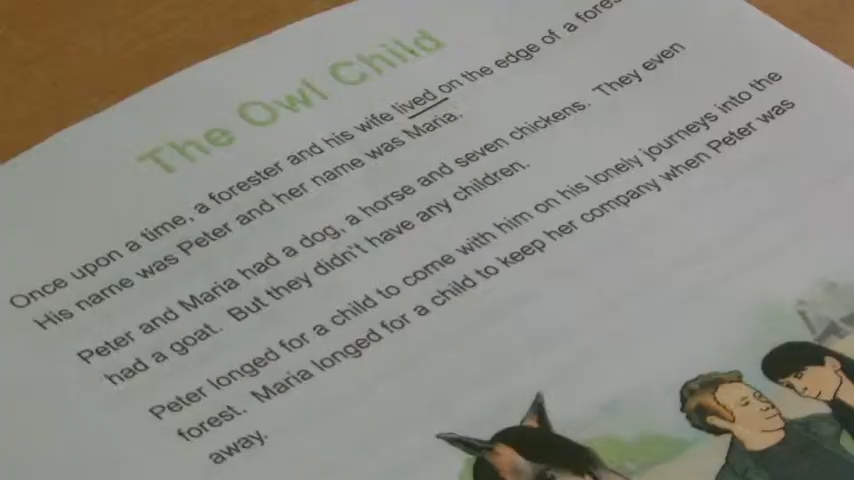 The Owl Child
Once upon a time, a forester and his wife lived on the edge of a
His name was Peter and her name was Maria.
Peter and Maria had a dog, a horse and seven chickens. They even
had a goat. But they didn't have any children.
Peter longed for a child to come with him on his lonely journeys into the
forest. Maria longed for a child to keep her company when Peter was
away.